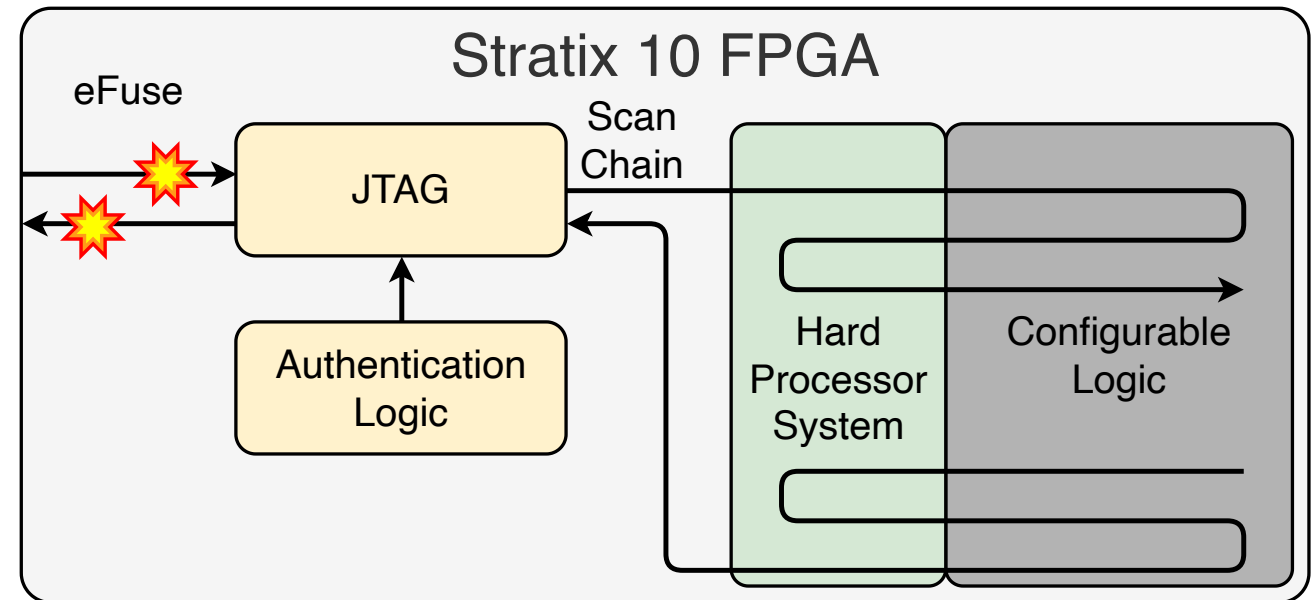 Stratix 10 FPGA
eFuse
Scan
Chain
JTAG
Authentication
Logic
Hard
Processor
System
Configurable
Logic